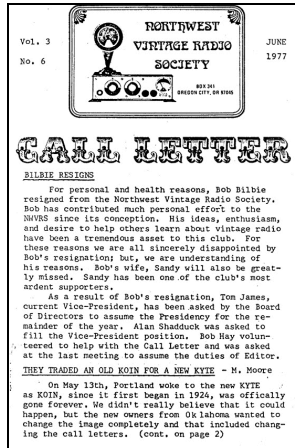 Vol. 3
No. 6
NORTHWEST
VINTAGE RADIO
SOCIETY
BOX 341
OREGON CITY, OR 97045
JUNE
1977
CALL LETTER
BILBIE RESIGNS
For personal and health reasons, Bob Bilbie
resigned from the Northwest Vintage Radio Society.
Bob has contributed much personal effort to the
NWVRS since its conception. His ideas, enthusiasm,
and desire to help others learn about vintage radio
have been a tremendous asset to this club. For
these reasons we are all sincerely disappointed by
Bob's resignation; but, we are understanding of
his reasons. Bob's wife, Sandy will also be great-
ly missed. Sandy has been one of the club's most
ardent supporters.
As a result of Bob's resignation, Tom James,
current Vice-President, has been asked by the Board
of Directors to assume the Presidency for the re-
mainder of the year. Alan Shadduck was asked to
fill the Vice-President position. Bob Hay volun-
teered to help with the Call Letter and was asked
at the last meeting to assume the duties of Editor.
THEY TRADED AN OLD KOIN FOR A NEW KYTE - M. Moore
On May 13th, Portland woke to the new KYTE
as KOIN, since it first began in 1924, was offically
gone forever. We didn't really believe that it could
happen, but the new owners from Oklahoma wanted to
change the image completely and that included chang-
ing the call letters. (cont. on page 2)